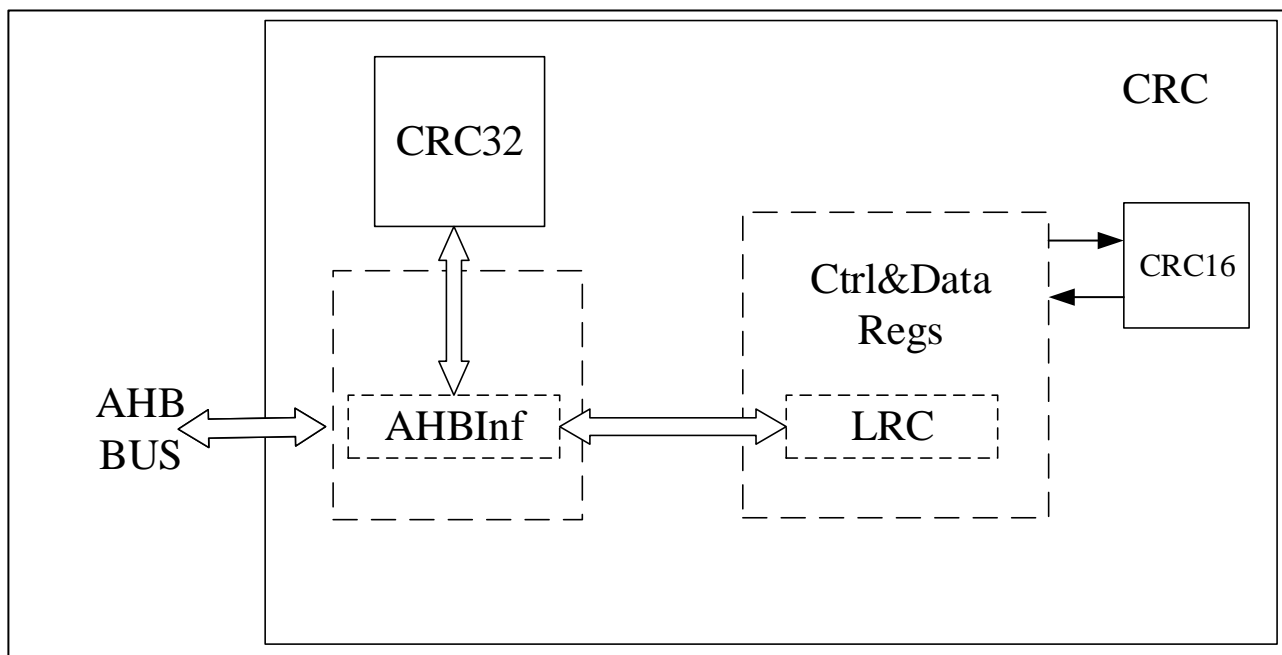 CRC
CRC32
Ctrl&Data
Regs
CRC16
AHB
BUS
AHBInf
LRC